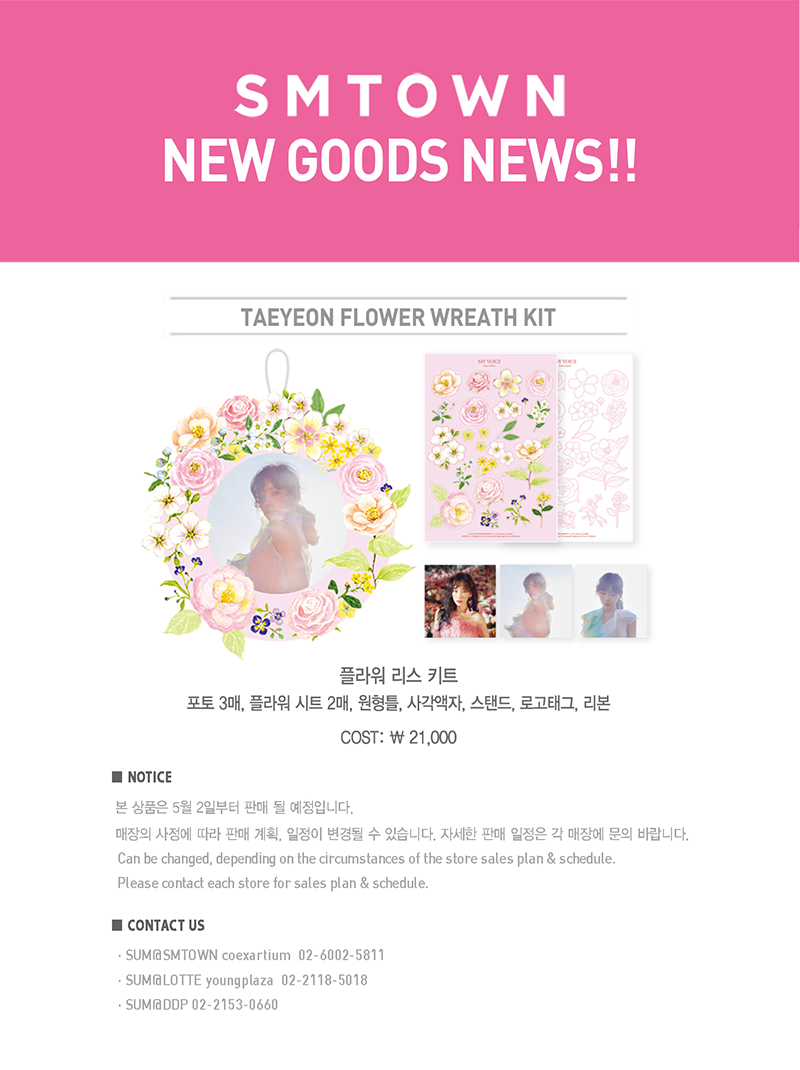 SMTOWN
NEW GOODS NEWS!!
TAEYEON FLOWER WREATH KIT
MY VOICE
MY VOICE
플라워 리스 키트
포토 3매, 플라워 시트 2매, 원형틀, 사각액자, 스탠드, 로고태그, 리본
COST: ₩ 21,000
■ NOTICE
본 상품은 5월 2일부터 판매 될 예정입니다.
매장의 사정에 따라 판매 계획, 일정이 변경될 수 있습니다. 자세한 판매 일정은 각 매장에 문의 바랍니다.
Can be changed, depending on the circumstances of the store sales plan & schedule.
Please contact each store for sales plan & schedule.
■ CONTACT US
· SUM@SMTOWN coexartium 02-6002-5811
· SUM@LOTTE youngplaza 02-2118-5018
· SUM@DDP 02-2153-0660